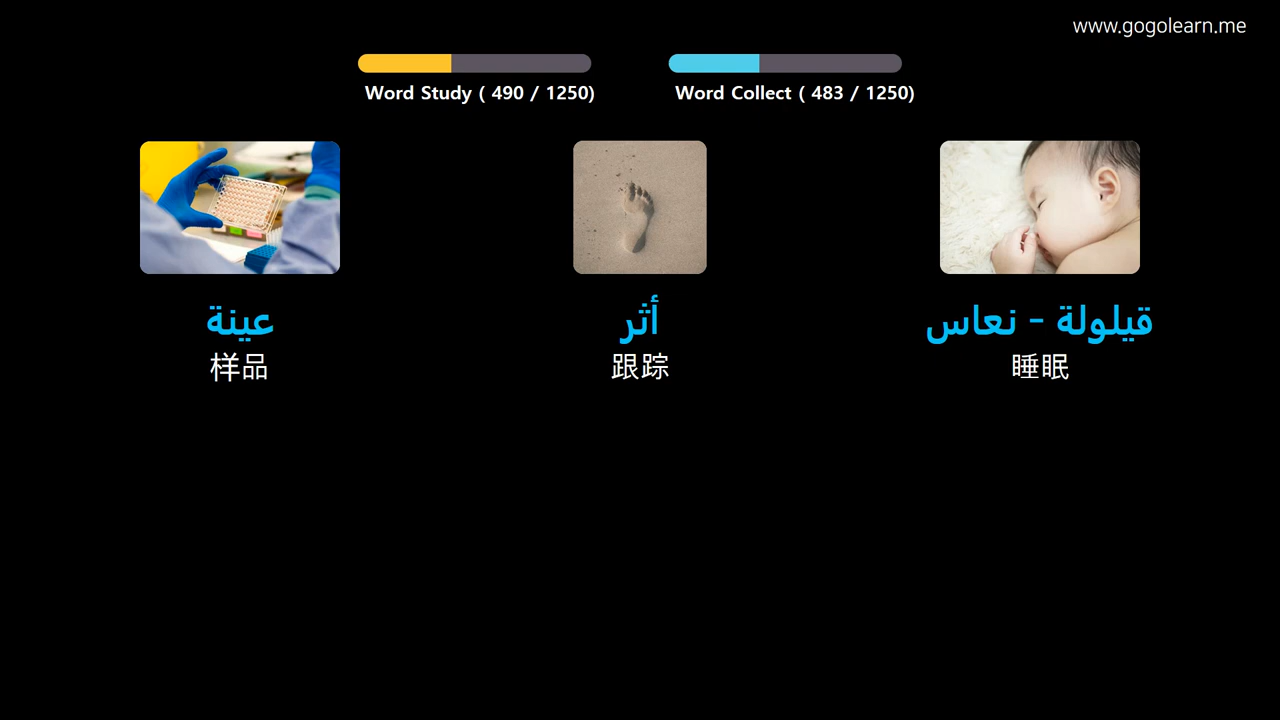 www.gogolearn.me
Word Study ( 490 / 1250)
Word Collect ( 483 / 1250)
عينة
样品
أثر
跟踪
قيلولة - نعاس
睡眠